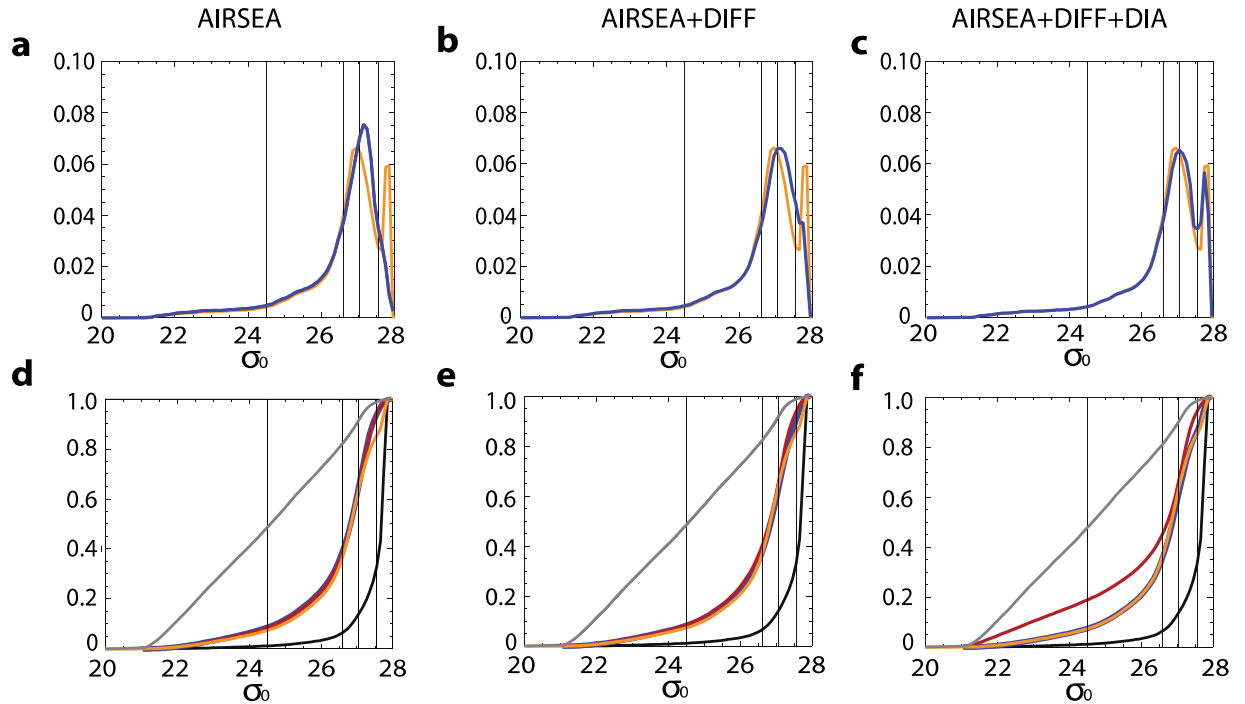 AIRSEA AIRSEA+DIFF AIRSEA+DIFF+DIA
a b c
0.10 0.10 0.10
0.08 0.08 0.08
0.06 0.06 0.06
0.04 0.04 0.04
0.02 0.02 0.02
0 0 0
20 22 24 26 28 20 22 24 26 28 20 22 24 26 28
σ₀ σ₀ σ₀
d e f
1.0 1.0 1.0
0.8 0.8 0.8
0.6 0.6 0.6
0.4 0.4 0.4
0.2 0.2 0.2
0 0 0
20 22 24 26 28 20 22 24 26 28 20 22 24 26 28
σ₀ σ₀ σ₀